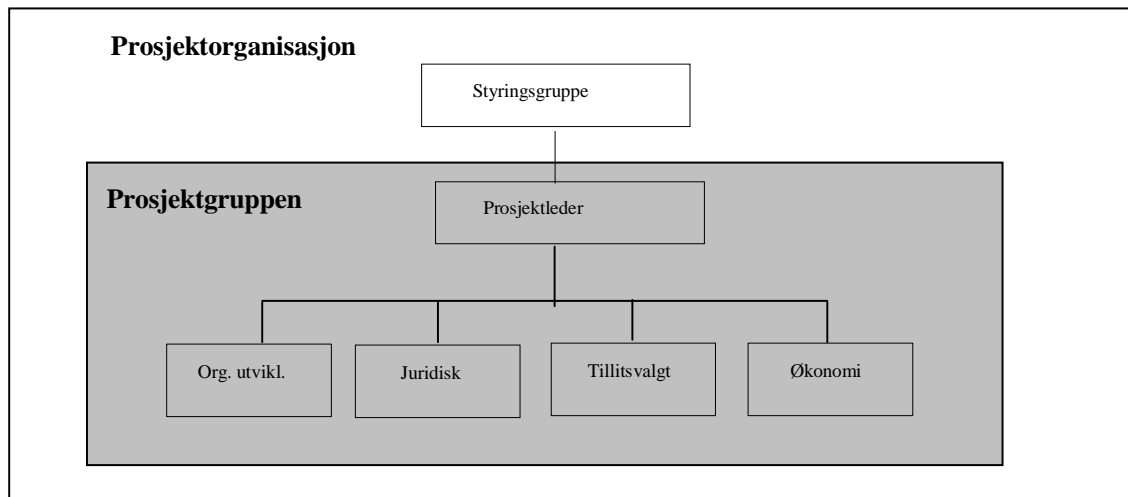 Prosjektorganisasjon
Styringsgruppe
Prosjektgruppen
Prosjektleder
Org. utvikl.
Juridisk
Tillitsvalgt
Økonomi